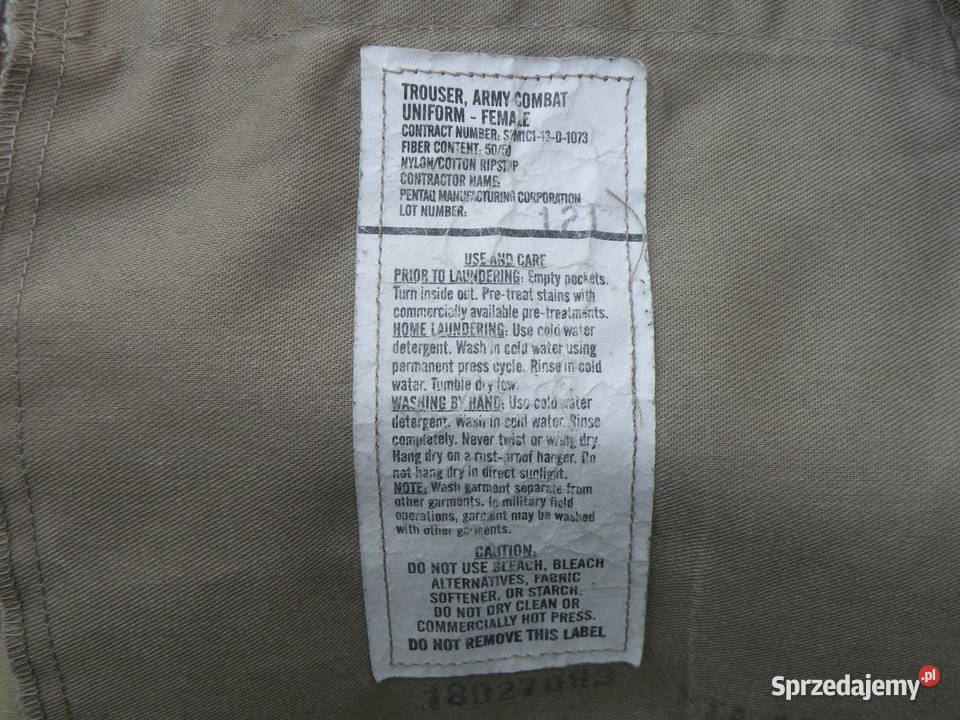 TROUSER, ARMY COMBAT
UNIFORM - FEMALE
CONTRACT NUMBER: SPM1C1-13-D-1073
FIBER CONTENT: 50/50
NYLON/COTTON RIPSTOP
CONTRACTOR NAME:
PENTAQ MANUFACTURING CORPORATION
LOT NUMBER: 121
USE AND CARE
PRIOR TO LAUNDERING: Empty pockets.
Turn inside out. Pre-treat stains with
commercially available pre-treatments.
HOME LAUNDERING: Use cold water
detergent. Wash in cold water using
permanent press cycle. Rinse in cold
water. Tumble dry low.
WASHING BY HAND: Use cold water
detergent. Wash in cold water. Rinse
completely. Never twist or wring dry.
Hang dry on a rust-proof hanger. Do
not hang dry in direct sunlight.
NOTE: Wash garment separate from
other garments. In military field
operations, garment may be washed
with other garments.
CAUTION:
DO NOT USE BLEACH, BLEACH
ALTERNATIVES, FABRIC
SOFTENER, OR STARCH.
DO NOT DRY CLEAN OR
COMMERCIALLY HOT PRESS.
DO NOT REMOVE THIS LABEL
Sprzedajemy.pl